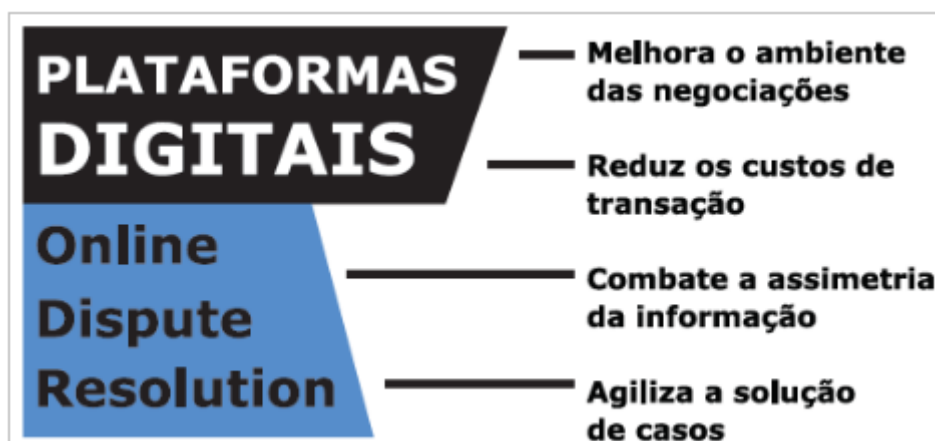 PLATAFORMAS
DIGITAIS
Online
Dispute
Resolution
Melhora o ambiente
das negociações
Reduz os custos de
transação
Combate a assimetria
da informação
Agiliza a solução
de casos